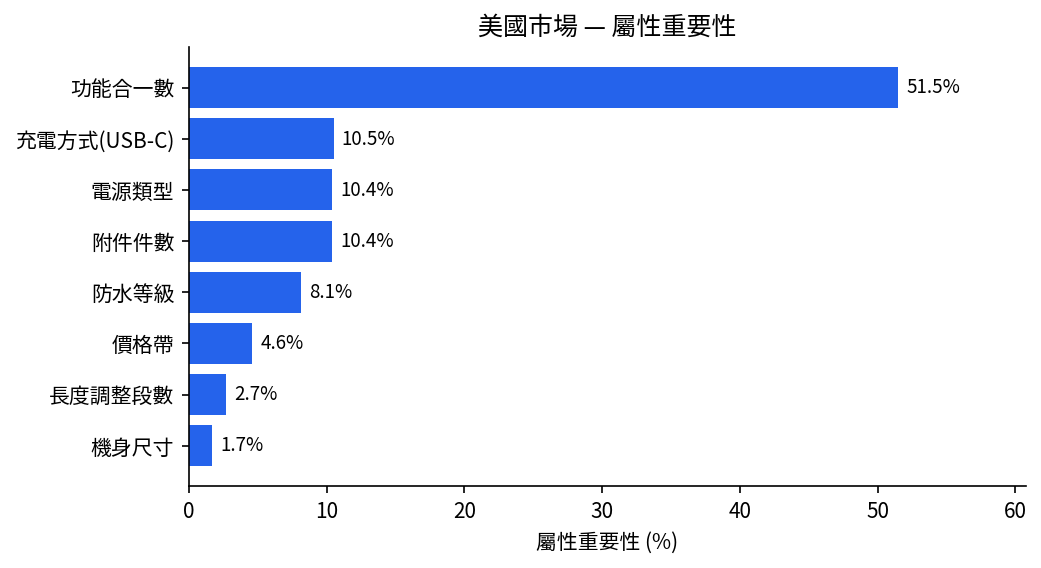 美國市場 — 屬性重要性
功能合一數 51.5%
充電方式(USB-C) 10.5%
電源類型 10.4%
附件件數 10.4%
防水等級 8.1%
價格帶 4.6%
長度調整段數 2.7%
機身尺寸 1.7%
0 10 20 30 40 50 60
屬性重要性 (%)